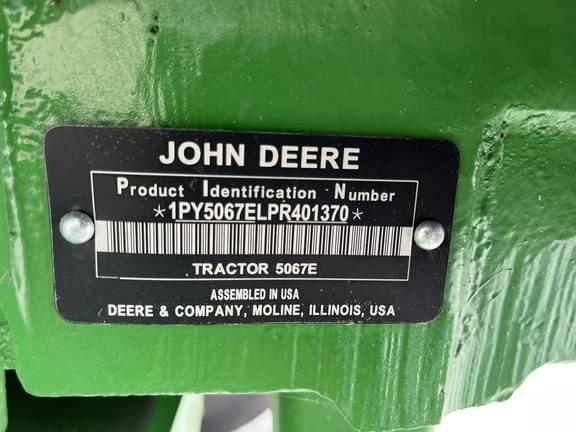 JOHN DEERE
Product Identification Number
*1PY5067ELPR401370*
TRACTOR 5067E
ASSEMBLED IN USA
DEERE & COMPANY, MOLINE, ILLINOIS, USA